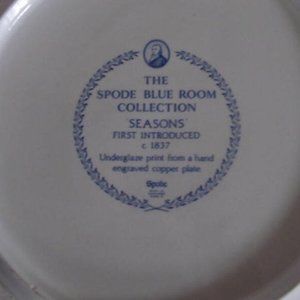 THE
SPODE BLUE ROOM
COLLECTION
'SEASONS'
FIRST INTRODUCED
c 1837
Underglaze print from a hand
engraved copper plate
Spode